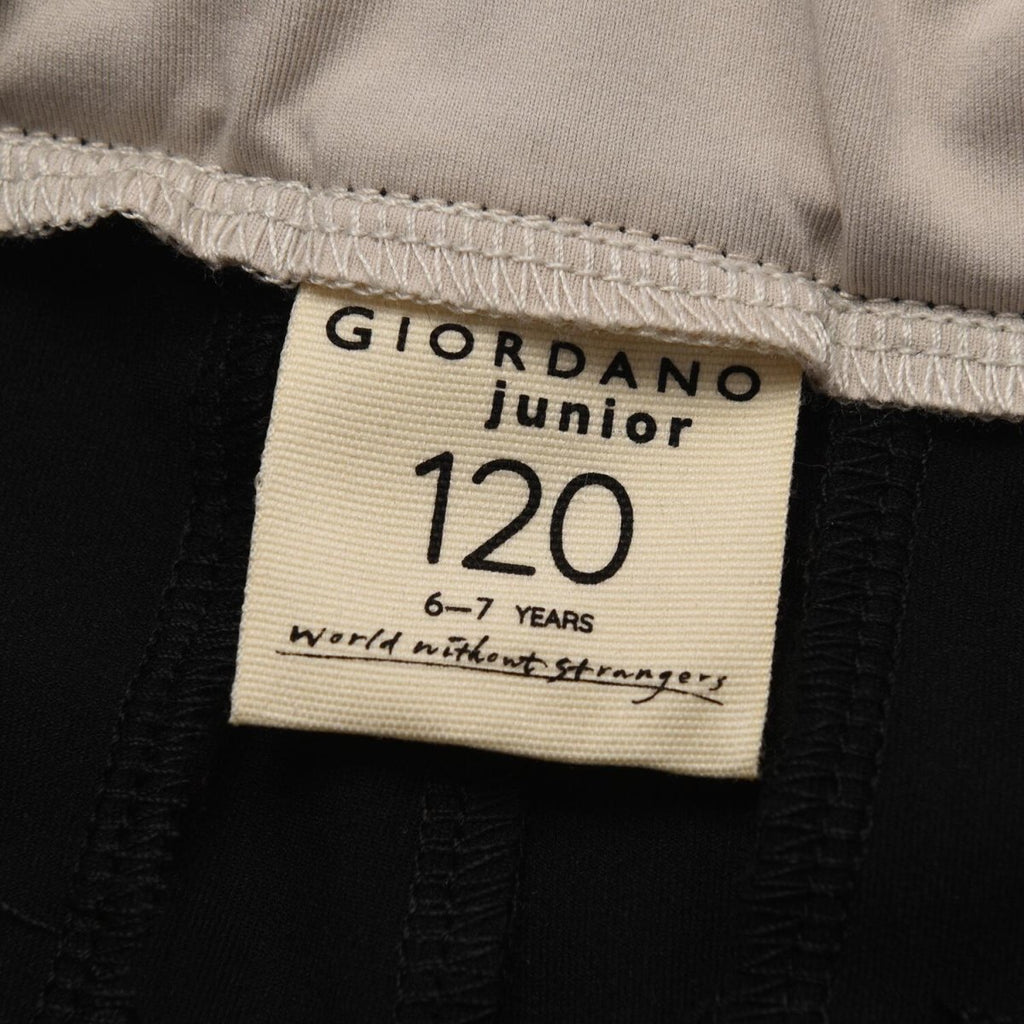 GIORDANO
junior
120
6—7 YEARS
World without strangers